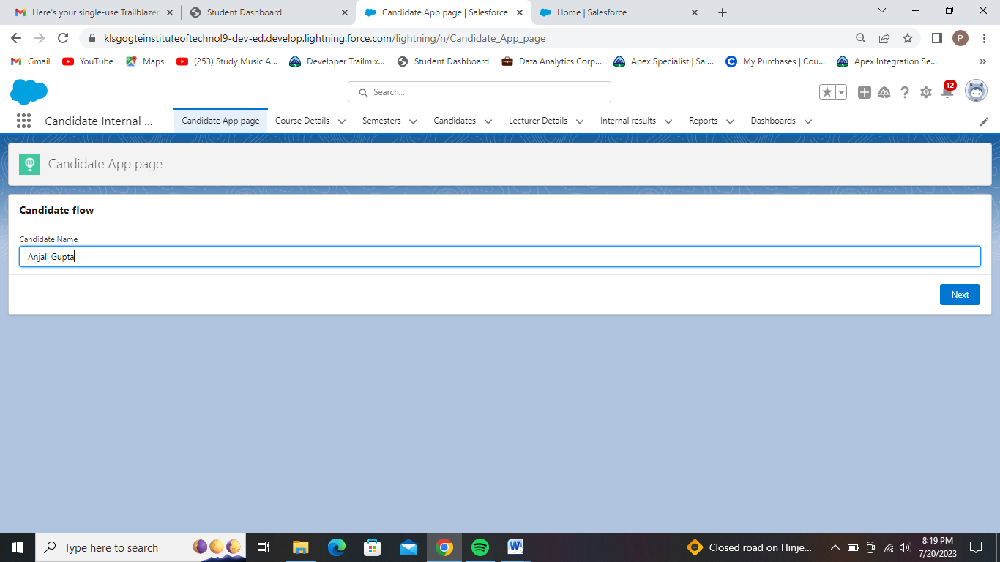 Here's your single-use Trailblazer
Student Dashboard
Candidate App page | Salesforce
Home | Salesforce
klsgogteinstituteoftechnol9-dev-ed.develop.lightning.force.com/lightning/n/Candidate_App_page
P
Gmail
YouTube
Maps
(253) Study Music A...
Developer Trailmix...
Student Dashboard
Data Analytics Corp...
Apex Specialist | Sal...
My Purchases | Cou...
Apex Integration Se...
»
Search...
12
Candidate Internal ...
Candidate App page
Course Details
Semesters
Candidates
Lecturer Details
Internal results
Reports
Dashboards
Candidate App page
Candidate flow
Candidate Name
Anjali Gupta
Next
Type here to search
Closed road on Hinje...
8:19 PM
7/20/2023